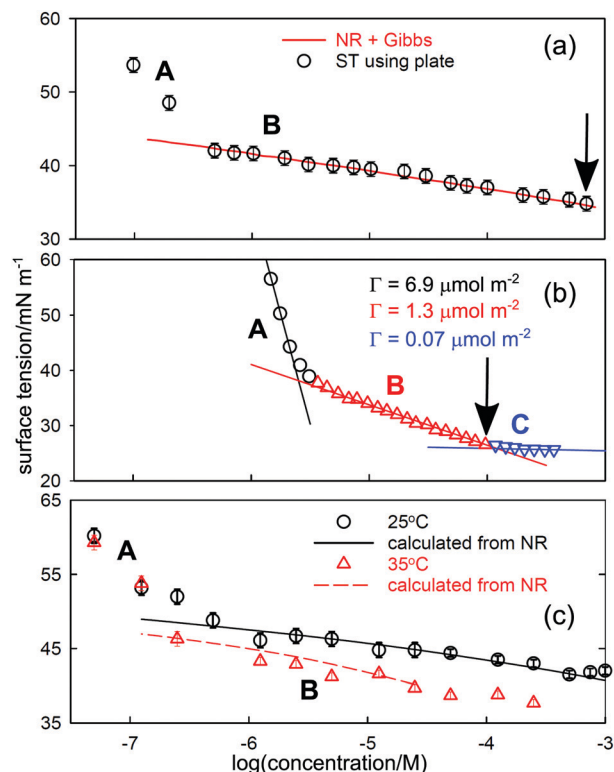 60
(a)
NR + Gibbs
ST using plate
A
50
B
40
30
60
(b)
Γ = 6.9 μmol m-2
Γ = 1.3 μmol m-2
Γ = 0.07 μmol m-2
50
A
40
B
C
30
20
surface tension/mN m-1
65
(c)
25°C
calculated from NR
35°C
calculated from NR
A
55
45
B
35
-7 -6 -5 -4 -3
log(concentration/M)